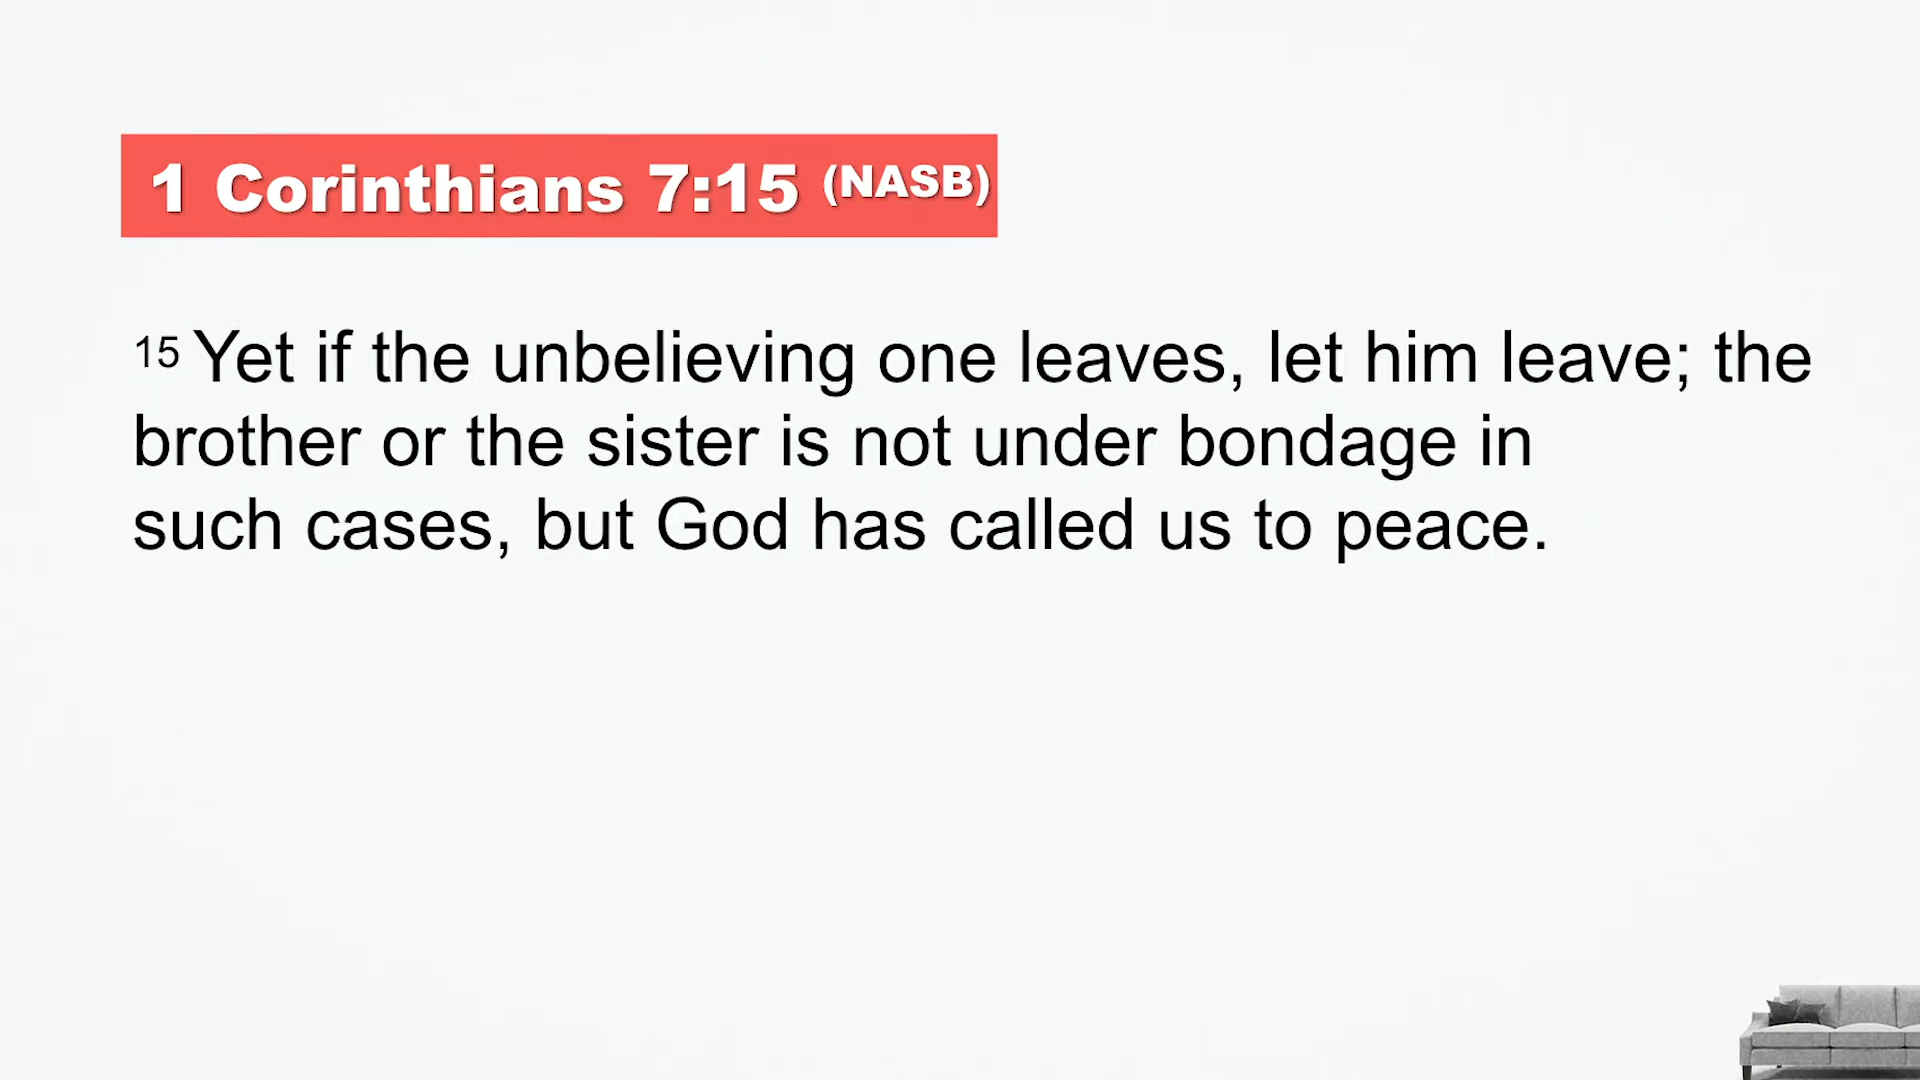 1 Corinthians 7:15 (NASB)
15 Yet if the unbelieving one leaves, let him leave; the
brother or the sister is not under bondage in
such cases, but God has called us to peace.